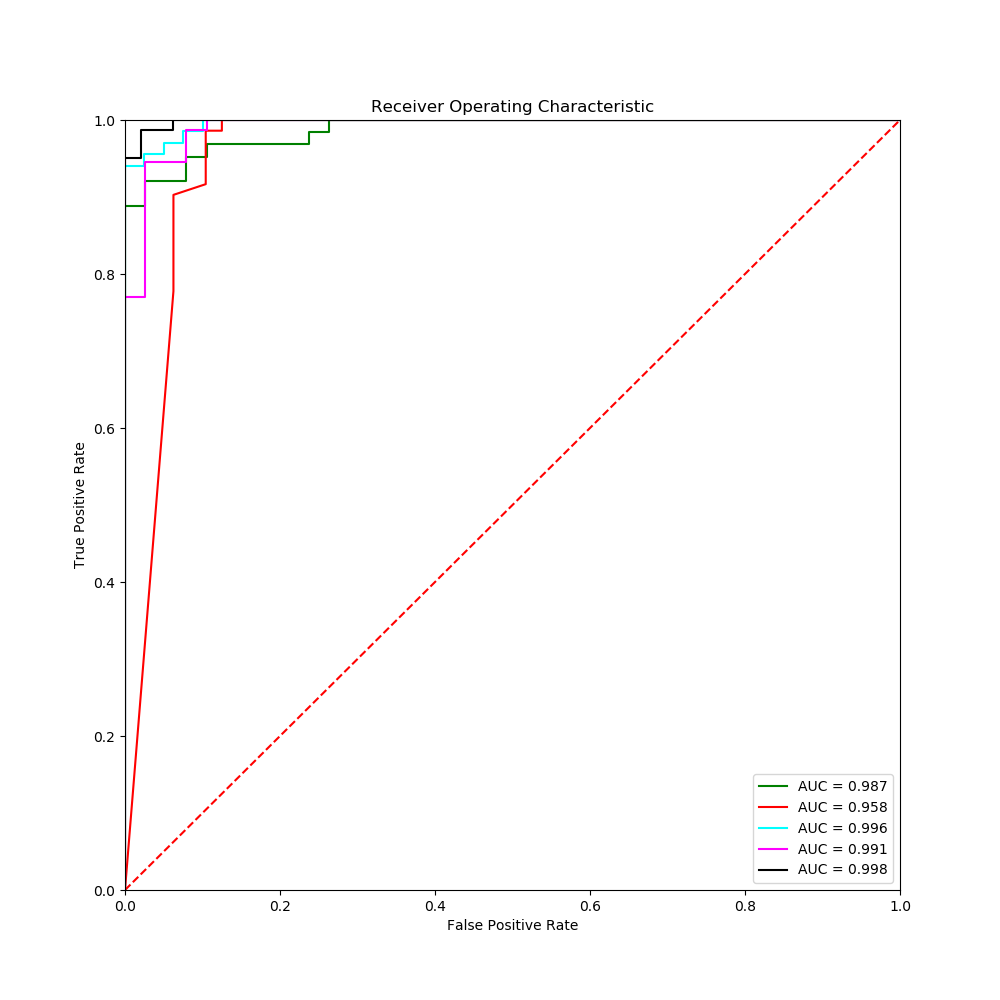 Receiver Operating Characteristic
1.0
0.8
0.6
0.4
0.2
0.0
True Positive Rate
0.0 0.2 0.4 0.6 0.8 1.0
False Positive Rate
AUC = 0.987
AUC = 0.958
AUC = 0.996
AUC = 0.991
AUC = 0.998